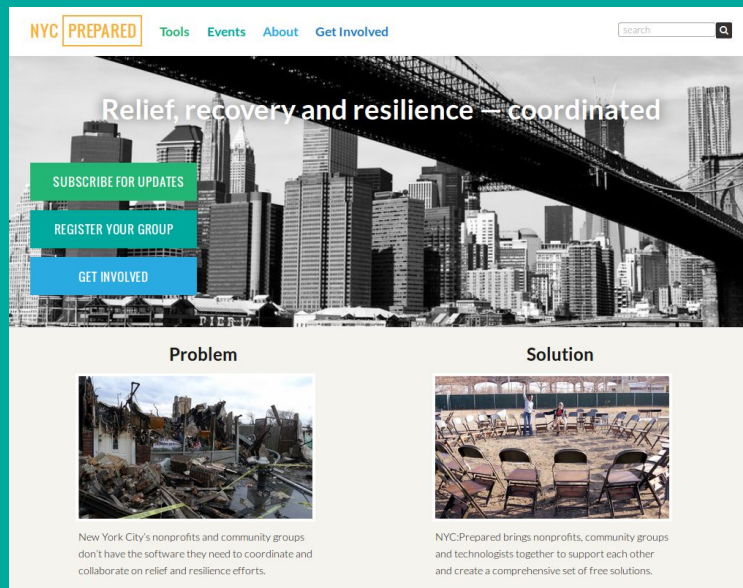 NYC PREPARED Tools Events About Get Involved search
Relief, recovery and resilience — coordinated
SUBSCRIBE FOR UPDATES
REGISTER YOUR GROUP
GET INVOLVED
PIER 17
Problem
Solution
New York City's nonprofits and community groups
don't have the software they need to coordinate and
collaborate on relief and resilience efforts.
NYC:Prepared brings nonprofits, community groups
and technologists together to support each other
and create a comprehensive set of free solutions.